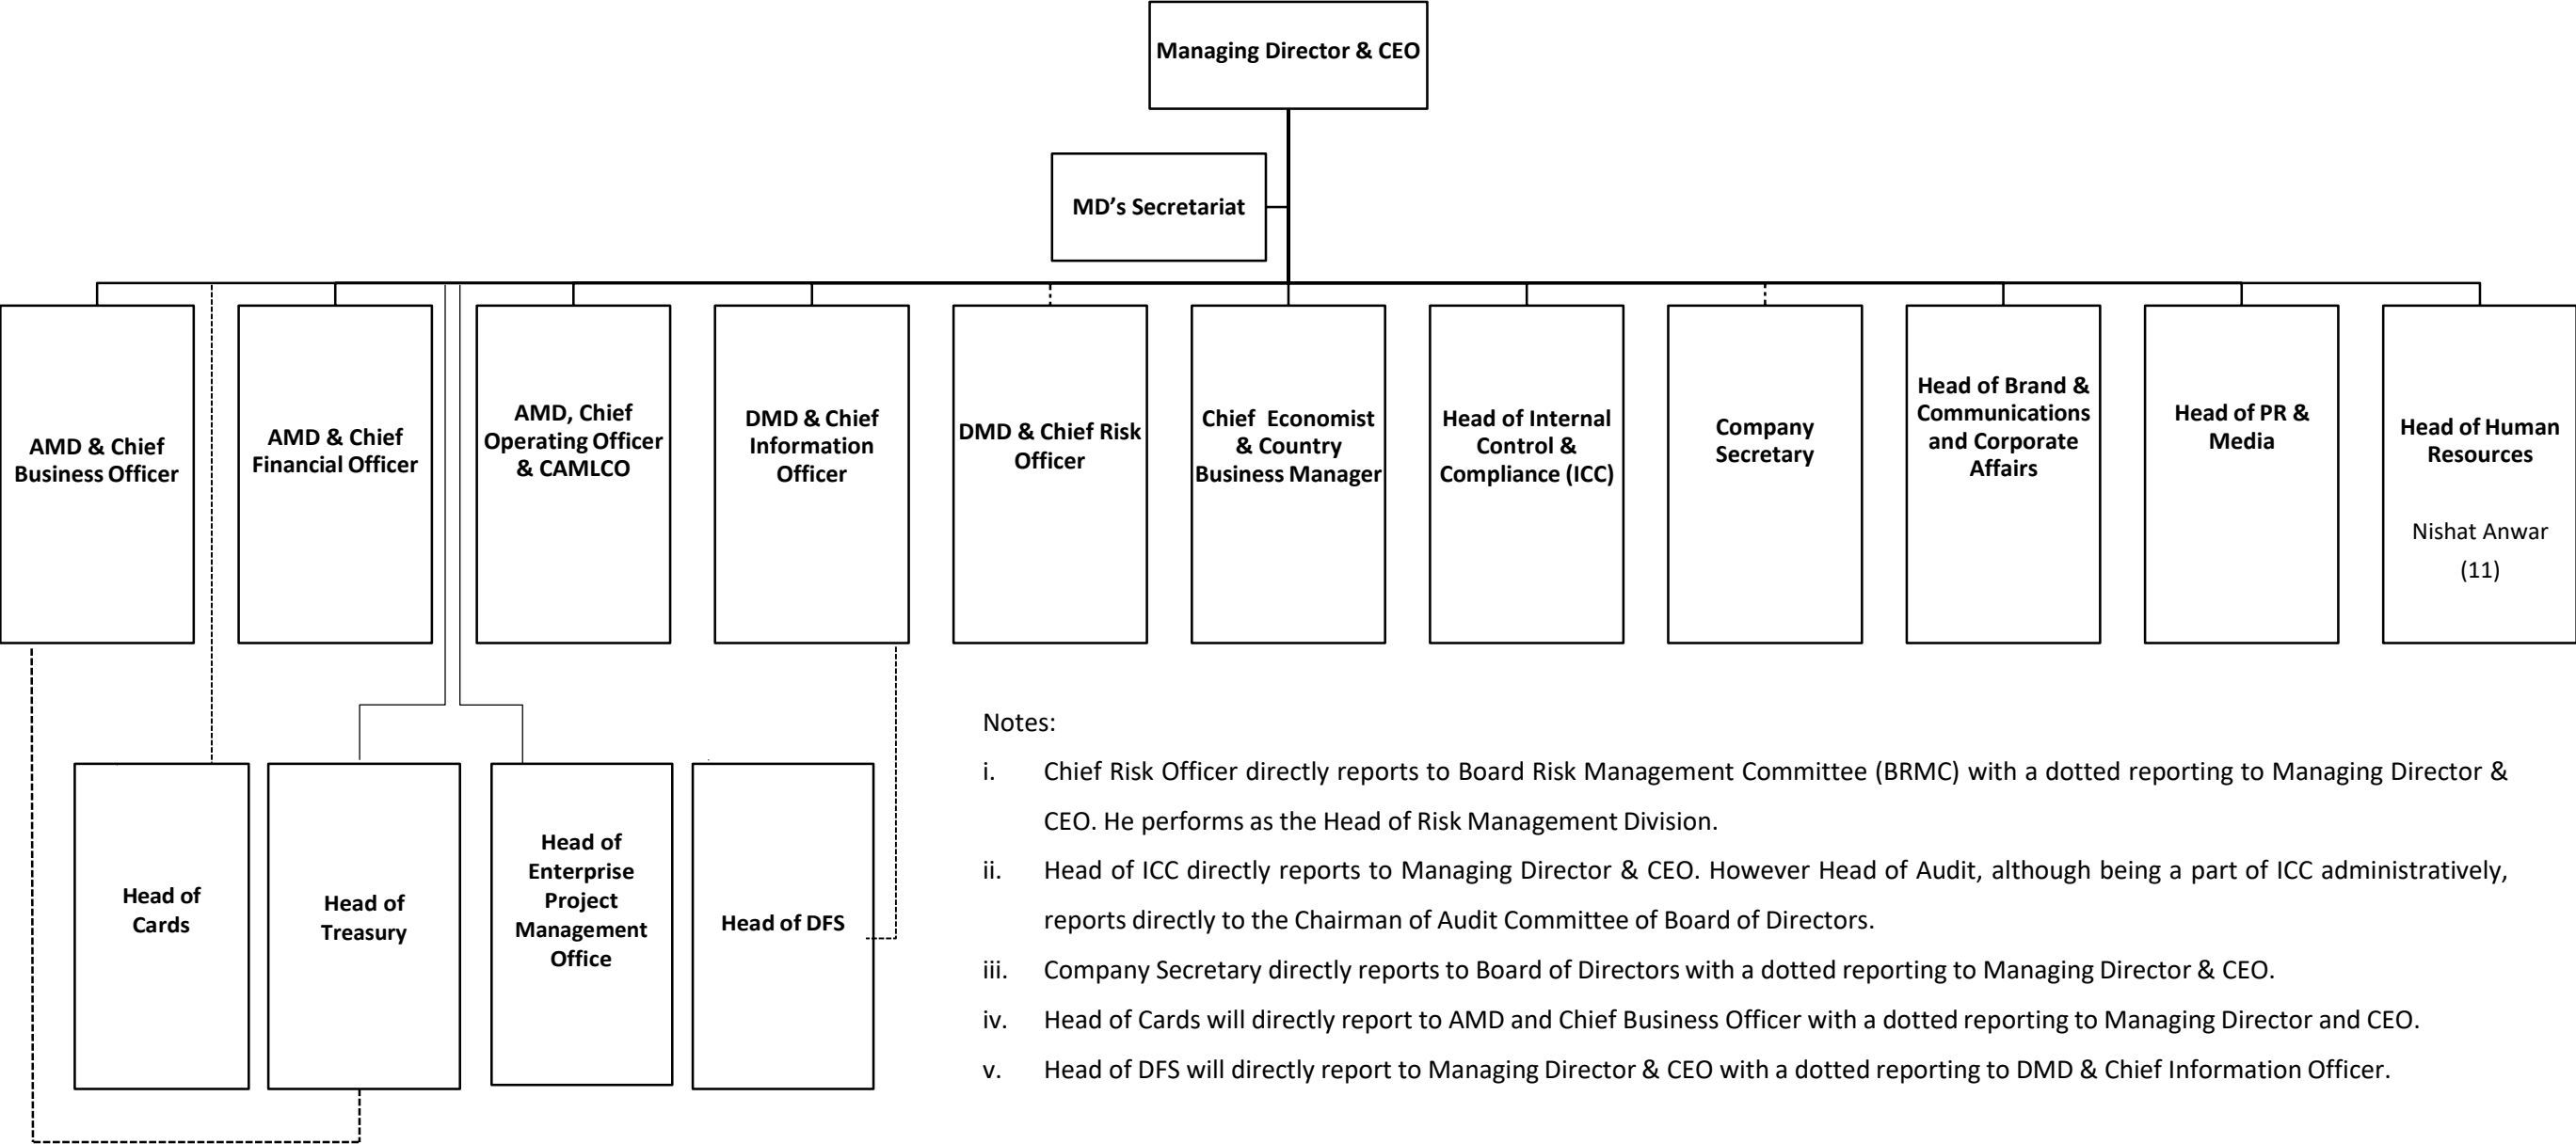 Managing Director & CEO
MD’s Secretariat
AMD & Chief
Business Officer
AMD & Chief
Financial Officer
AMD, Chief
Operating Officer
& CAMLCO
DMD & Chief
Information
Officer
DMD & Chief Risk
Officer
Chief Economist
& Country
Business Manager
Head of Internal
Control &
Compliance (ICC)
Company
Secretary
Head of Brand &
Communications
and Corporate
Affairs
Head of PR &
Media
Head of Human
Resources
Nishat Anwar
(11)
Head of
Cards
Head of
Treasury
Head of
Enterprise
Project
Management
Office
Head of DFS
Notes:
i. Chief Risk Officer directly reports to Board Risk Management Committee (BRMC) with a dotted reporting to Managing Director &
CEO. He performs as the Head of Risk Management Division.
ii. Head of ICC directly reports to Managing Director & CEO. However Head of Audit, although being a part of ICC administratively,
reports directly to the Chairman of Audit Committee of Board of Directors.
iii. Company Secretary directly reports to Board of Directors with a dotted reporting to Managing Director & CEO.
iv. Head of Cards will directly report to AMD and Chief Business Officer with a dotted reporting to Managing Director and CEO.
v. Head of DFS will directly report to Managing Director & CEO with a dotted reporting to DMD & Chief Information Officer.